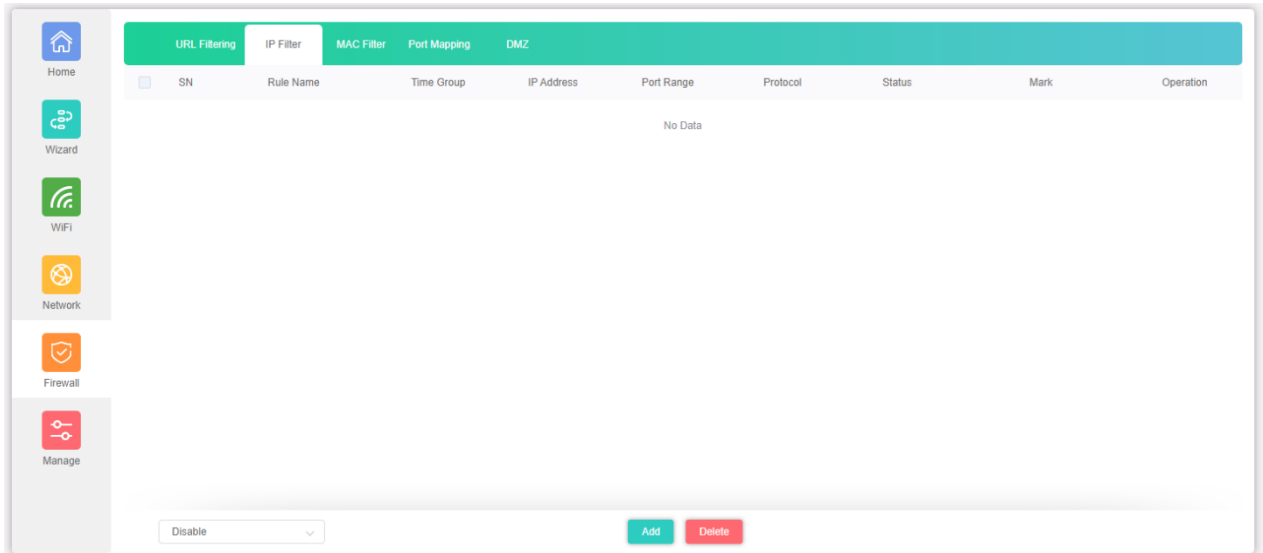 Home
Wizard
WiFi
Network
Firewall
Manage
URL Filtering IP Filter MAC Filter Port Mapping DMZ
SN Rule Name Time Group IP Address Port Range Protocol Status Mark Operation
No Data
Disable Add Delete